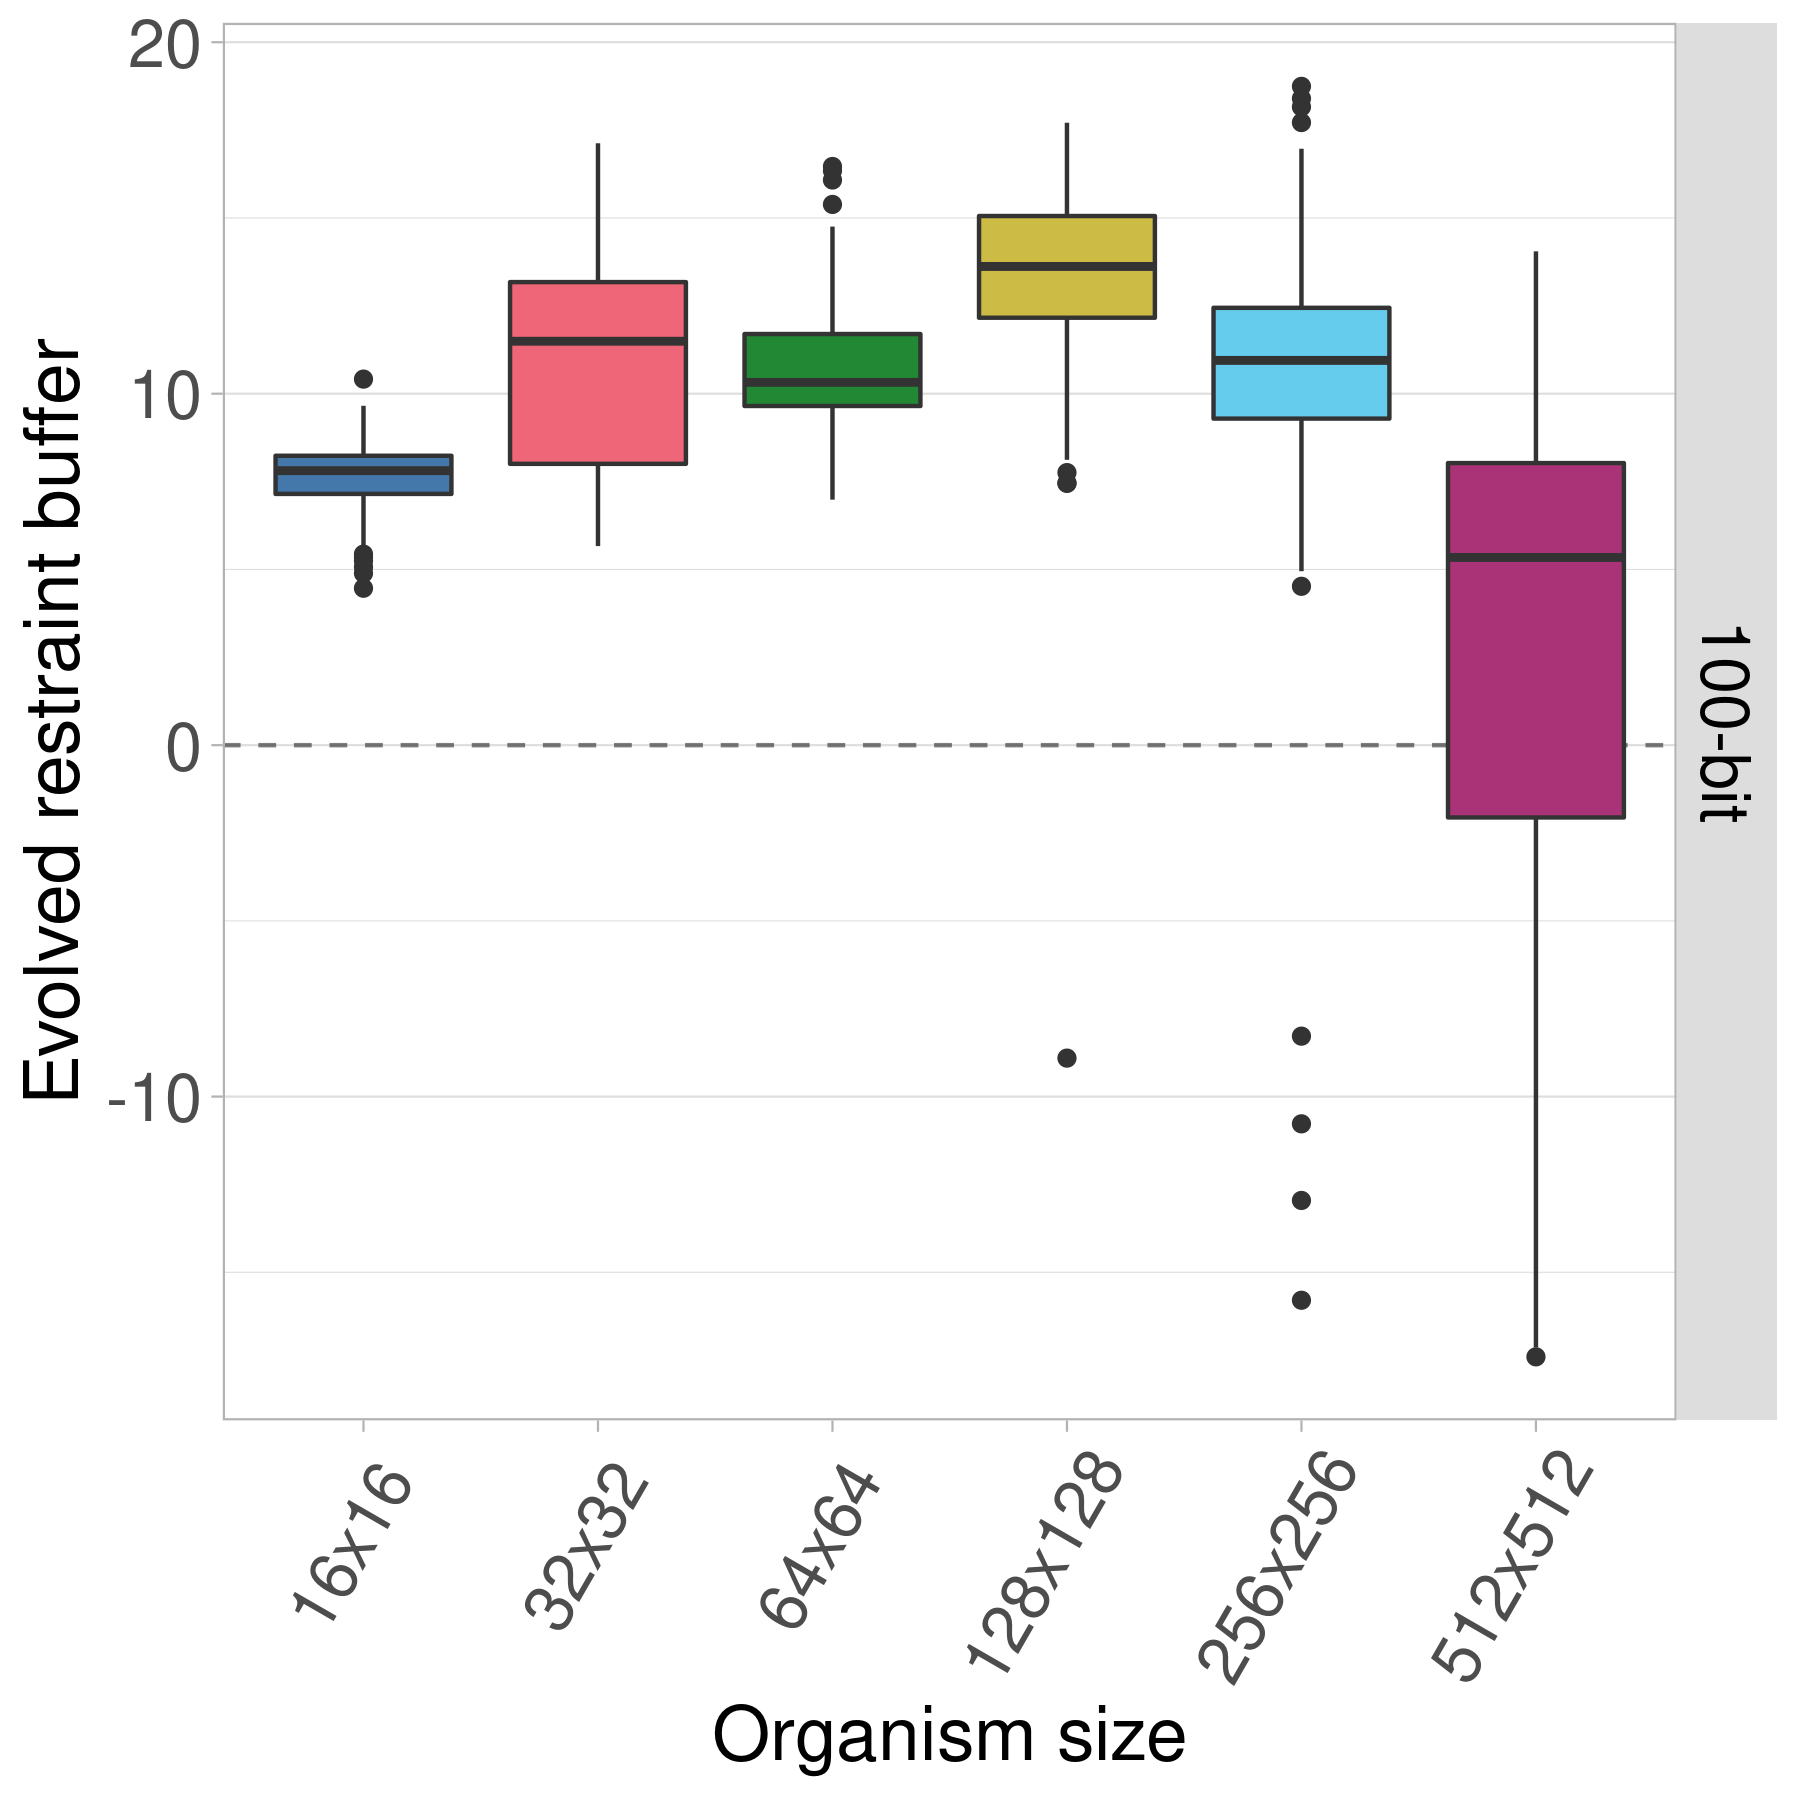 Evolved restraint buffer
20
10
0
-10
100-bit
16x16
32x32
64x64
128x128
256x256
512x512
Organism size